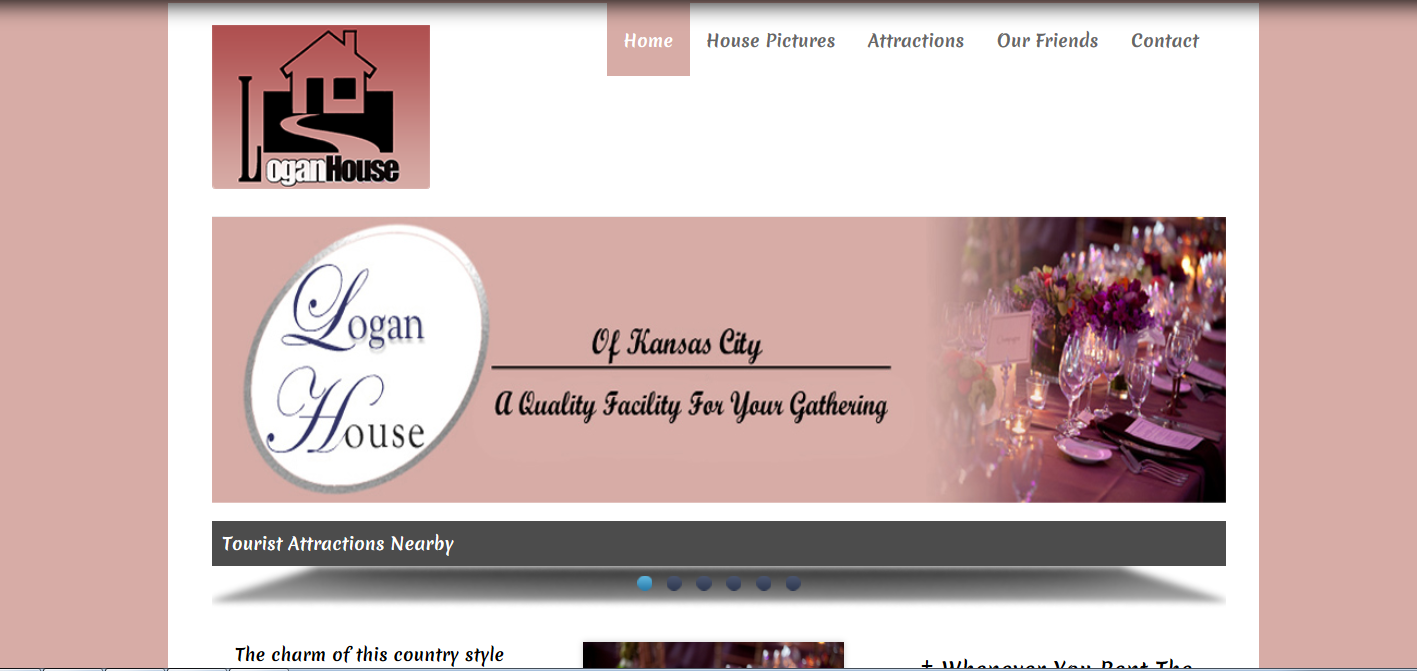 LoganHouse
Home House Pictures Attractions Our Friends Contact
Logan
House
Of Kansas City
A Quality Facility For Your Gathering
Tourist Attractions Nearby
The charm of this country style
Whenever You Rent The